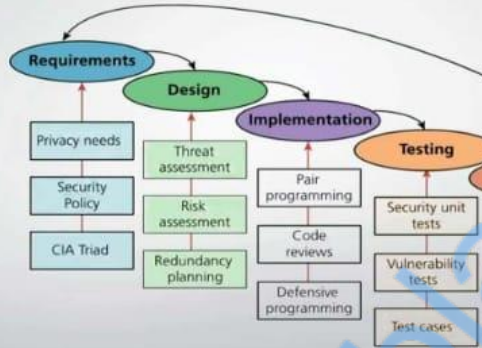 Requirements
Privacy needs
Security
Policy
CIA Triad
Design
Threat
assessment
Risk
assessment
Redundancy
planning
Implementation
Pair
programming
Code
reviews
Defensive
programming
Testing
Security unit
tests
Vulnerability
tests
Test cases